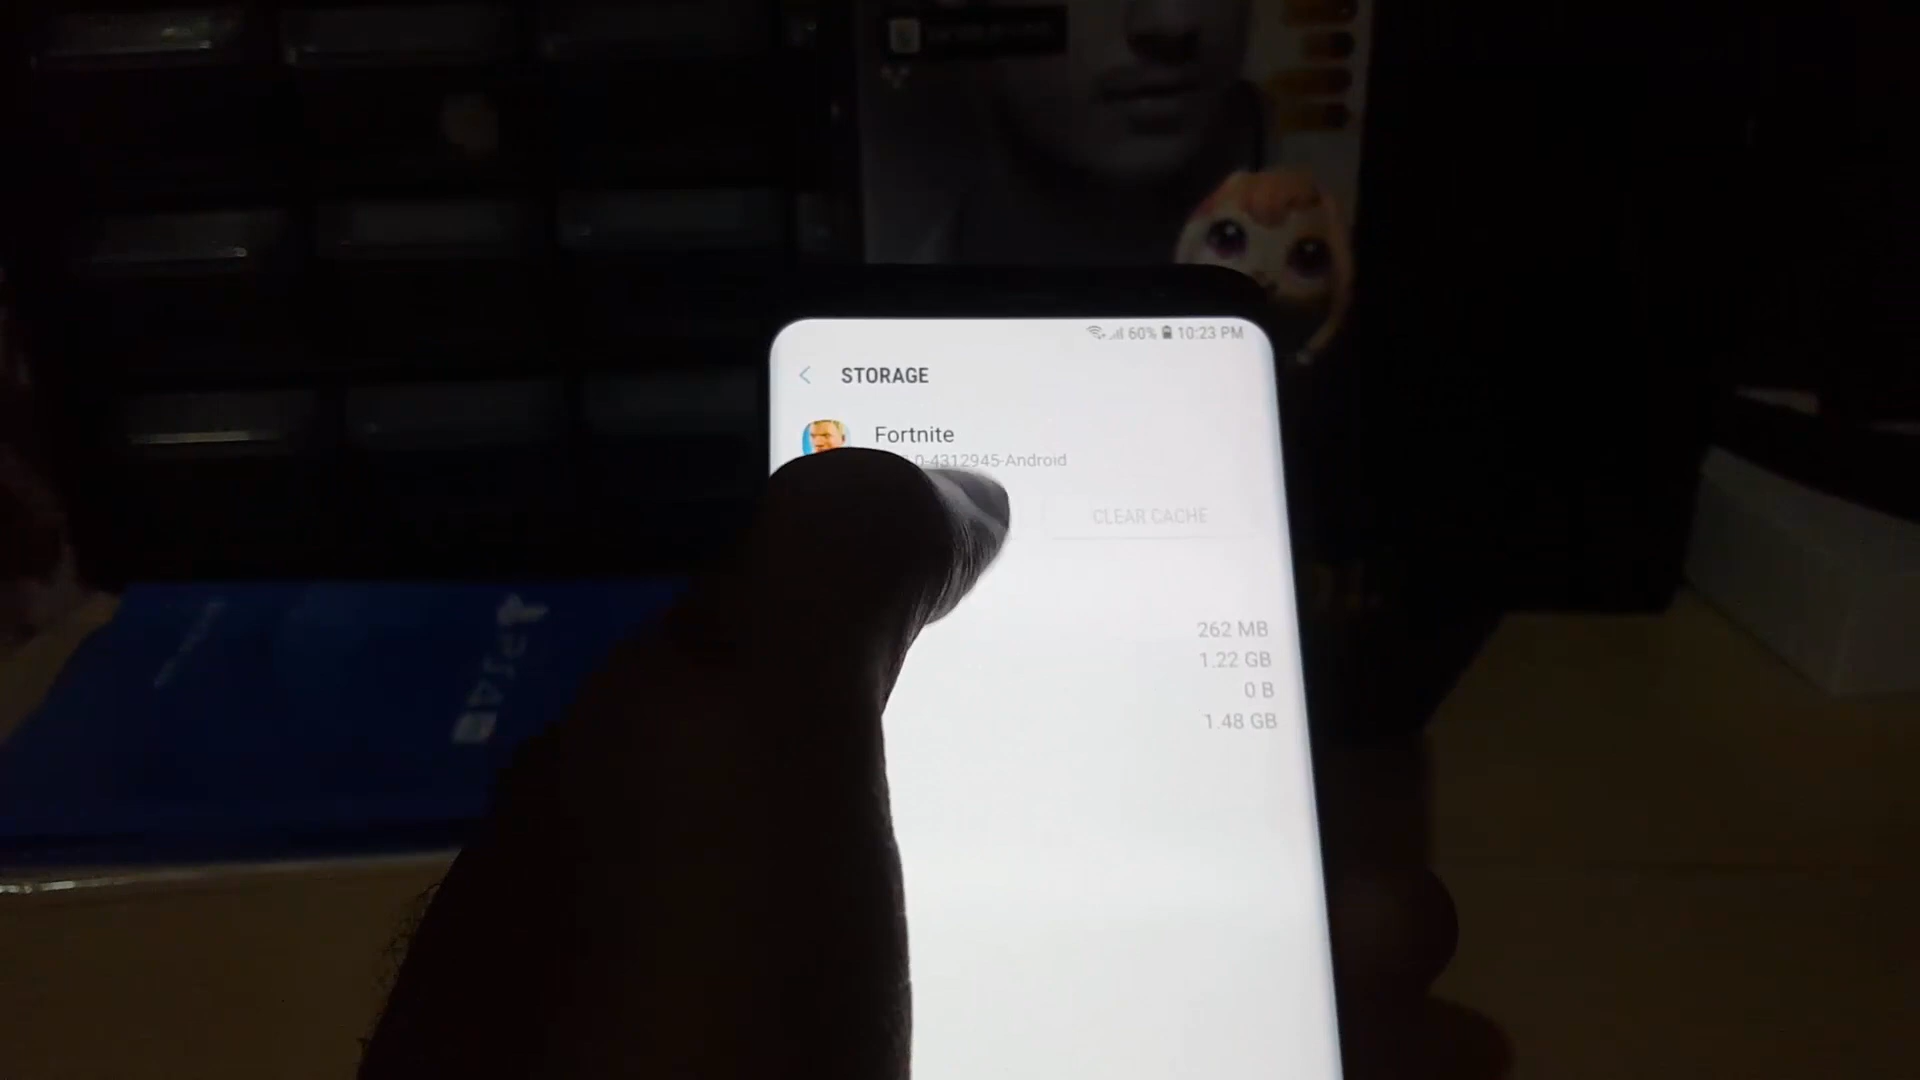 60% 10:23 PM
STORAGE
Fortnite
0-4312945-Android
CLEAR CACHE
262 MB
1.22 GB
0 B
1.48 GB
PS4